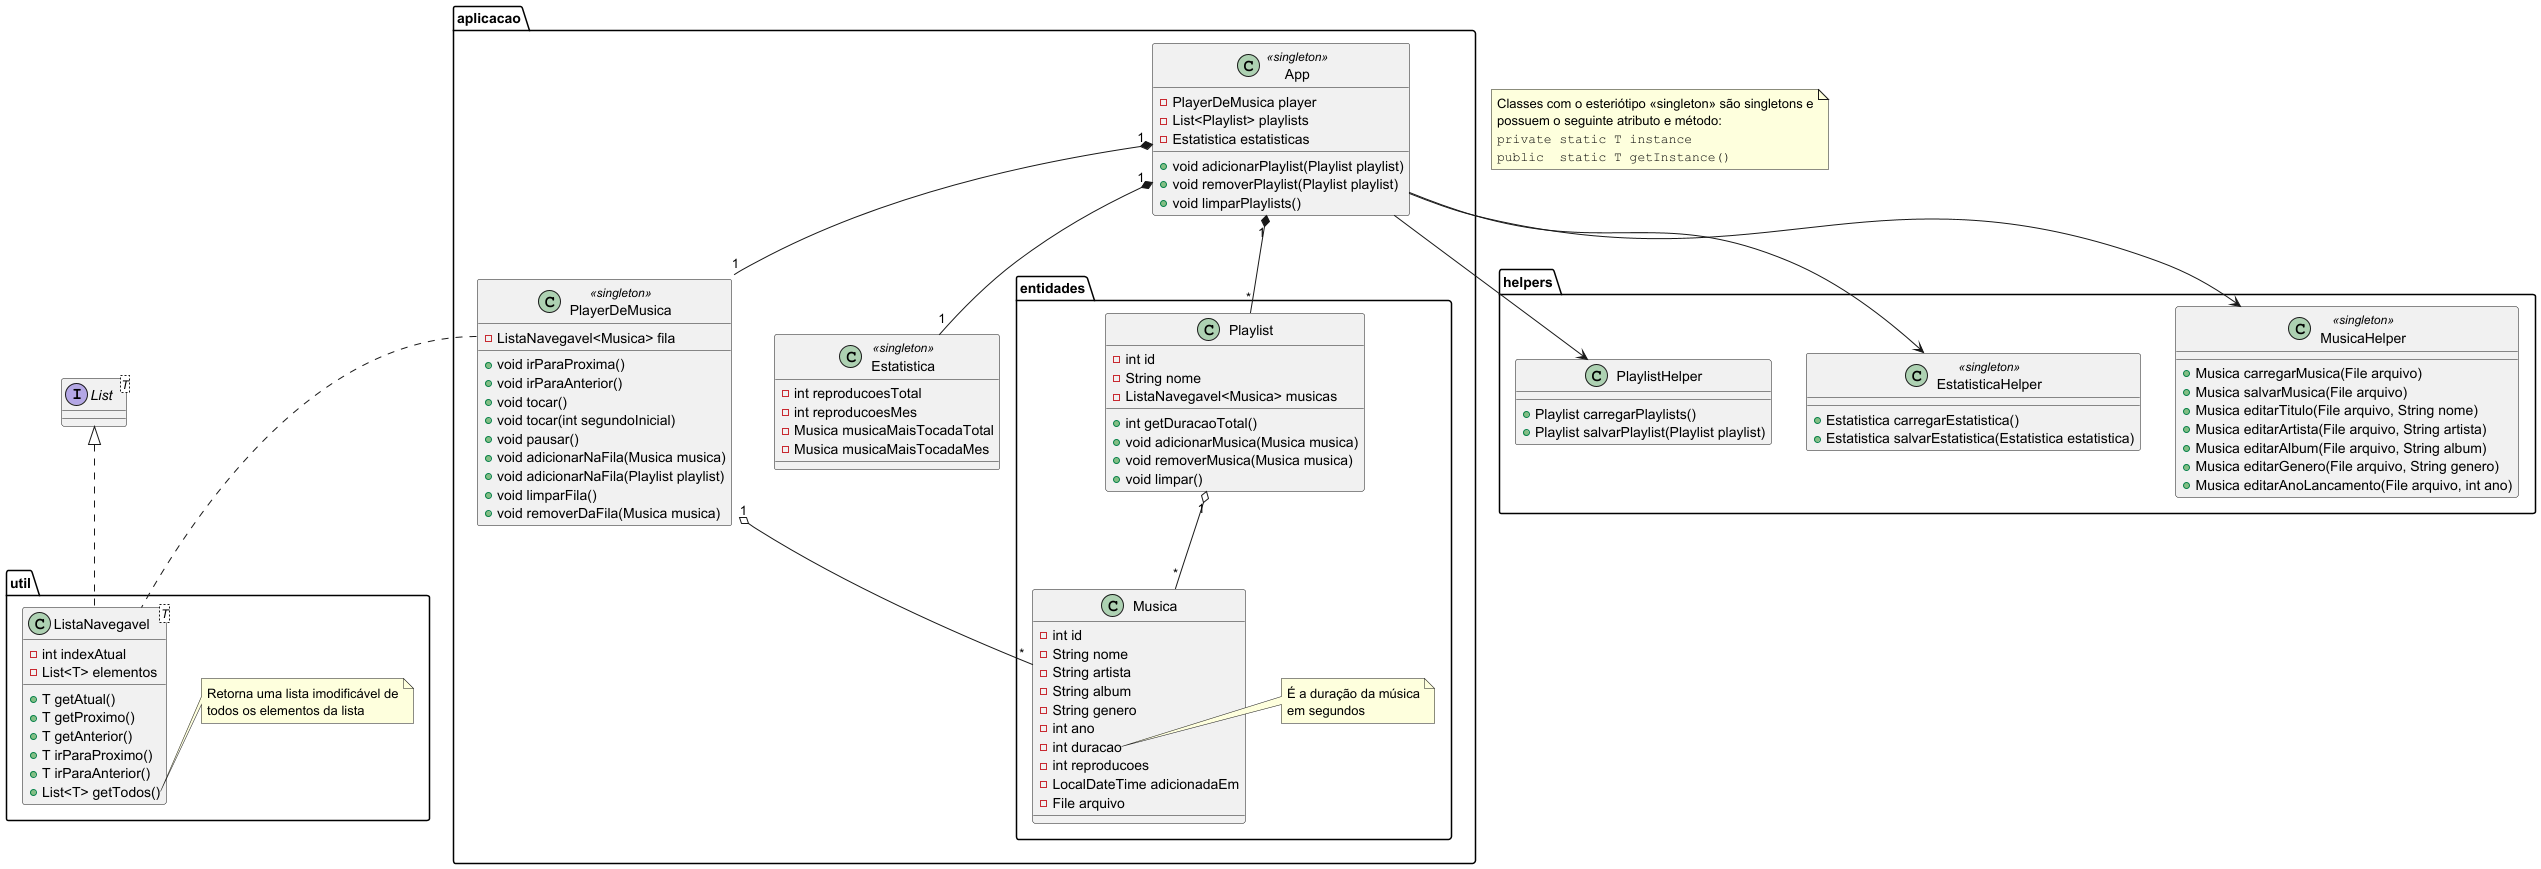 aplicacao
«singleton»
App
PlayerDeMusica player
List<Playlist> playlists
Estatistica estatisticas
void adicionarPlaylist(Playlist playlist)
void removerPlaylist(Playlist playlist)
void limparPlaylists()
Classes com o esteriótipo «singleton» são singletons e
possuem o seguinte atributo e método:
private static T instance
public  static T getInstance()
1
1
1
1
1
*
«singleton»
PlayerDeMusica
ListaNavegavel<Musica> fila
void irParaProxima()
void irParaAnterior()
void tocar()
void tocar(int segundoInicial)
void pausar()
void adicionarNaFila(Musica musica)
void adicionarNaFila(Playlist playlist)
void limparFila()
void removerDaFila(Musica musica)
1
*
«singleton»
Estatistica
int reproducoesTotal
int reproducoesMes
Musica musicaMaisTocadaTotal
Musica musicaMaisTocadaMes
entidades
Playlist
int id
String nome
ListaNavegavel<Musica> musicas
int getDuracaoTotal()
void adicionarMusica(Musica musica)
void removerMusica(Musica musica)
void limpar()
1
*
Musica
int id
String nome
String artista
String album
String genero
int ano
int duracao
int reproducoes
LocalDateTime adicionadaEm
File arquivo
É a duração da música
em segundos
helpers
PlaylistHelper
Playlist carregarPlaylists()
Playlist salvarPlaylist(Playlist playlist)
«singleton»
EstatisticaHelper
Estatistica carregarEstatistica()
Estatistica salvarEstatistica(Estatistica estatistica)
«singleton»
MusicaHelper
Musica carregarMusica(File arquivo)
Musica salvarMusica(File arquivo)
Musica editarTitulo(File arquivo, String nome)
Musica editarArtista(File arquivo, String artista)
Musica editarAlbum(File arquivo, String album)
Musica editarGenero(File arquivo, String genero)
Musica editarAnoLancamento(File arquivo, int ano)
List
T
util
ListaNavegavel
T
int indexAtual
List<T> elementos
T getAtual()
T getProximo()
T getAnterior()
T irParaProximo()
T irParaAnterior()
List<T> getTodos()
Retorna uma lista imodificável de
todos os elementos da lista